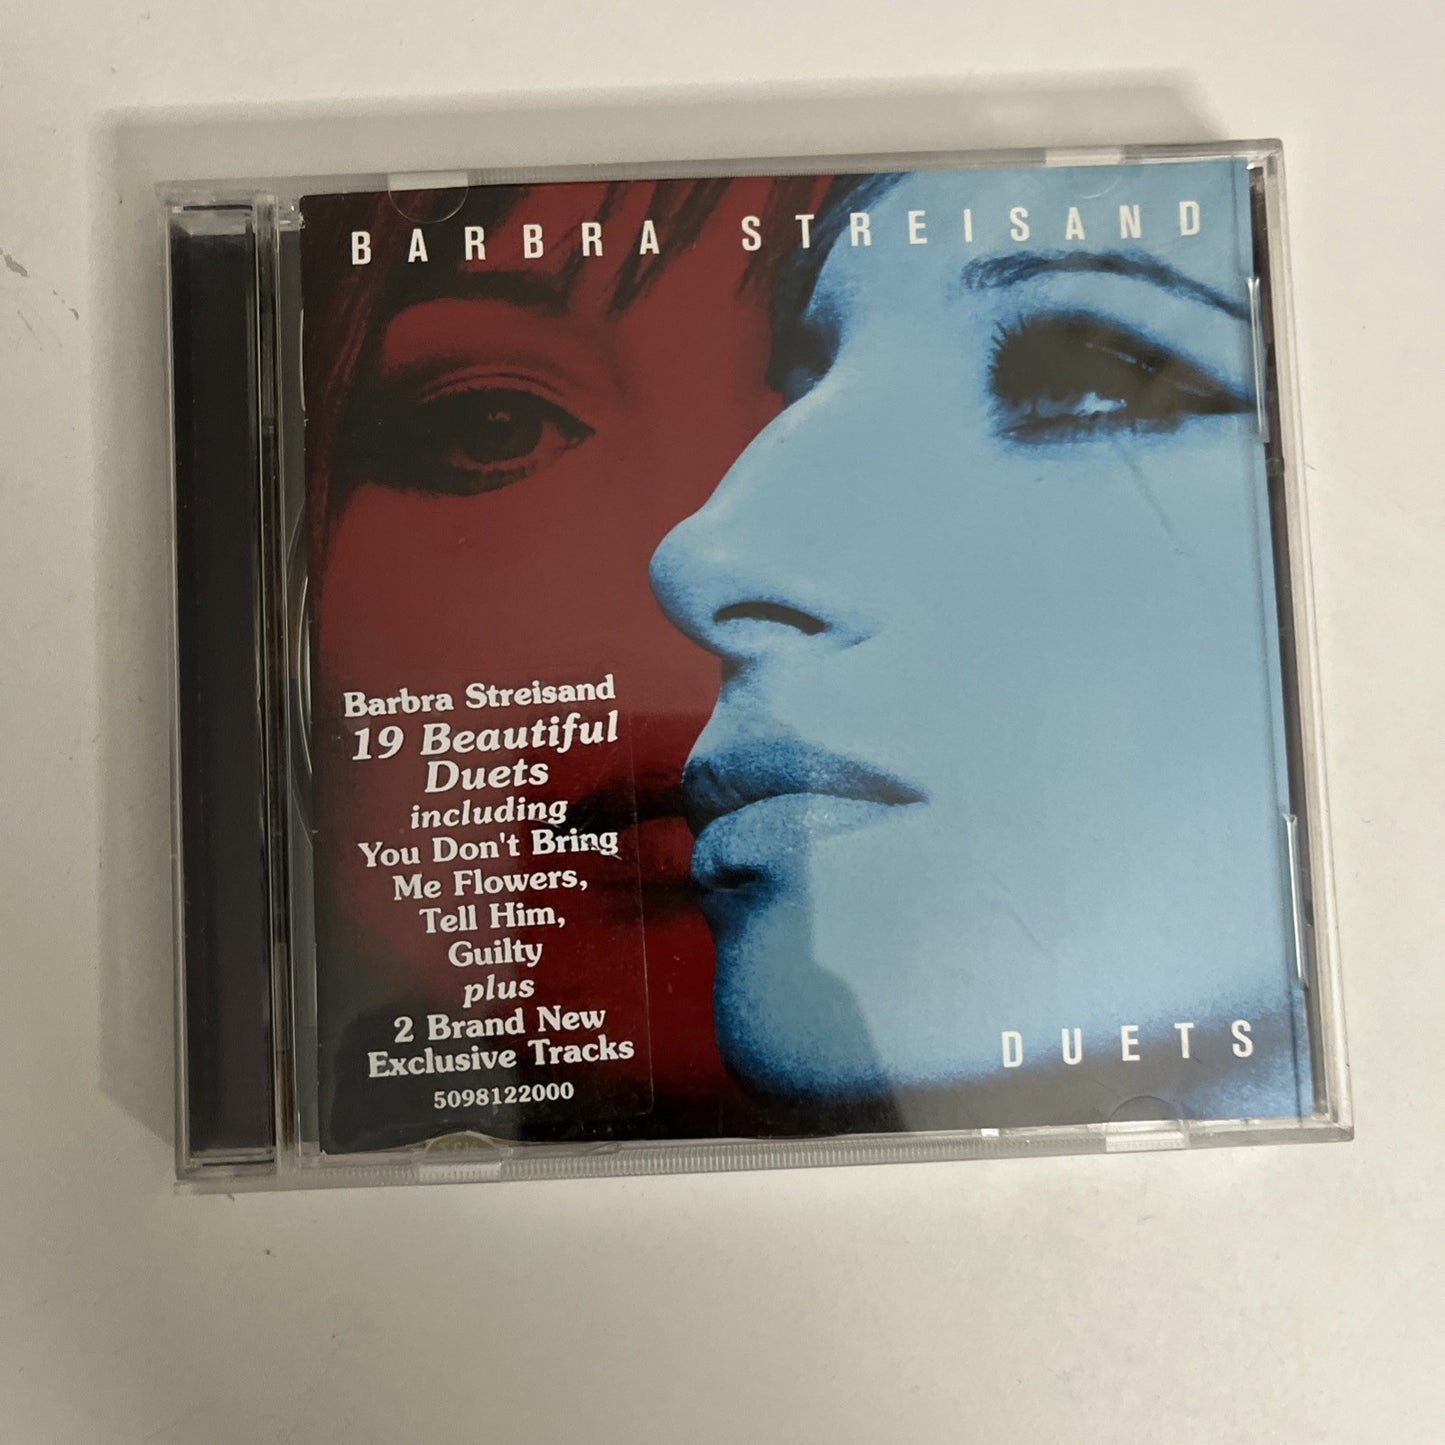 BARBRA STREISAND
Barbra Streisand
19 Beautiful
Duets
including
You Don't Bring
Me Flowers,
Tell Him,
Guilty
plus
2 Brand New
Exclusive Tracks
5098122000
DUETS